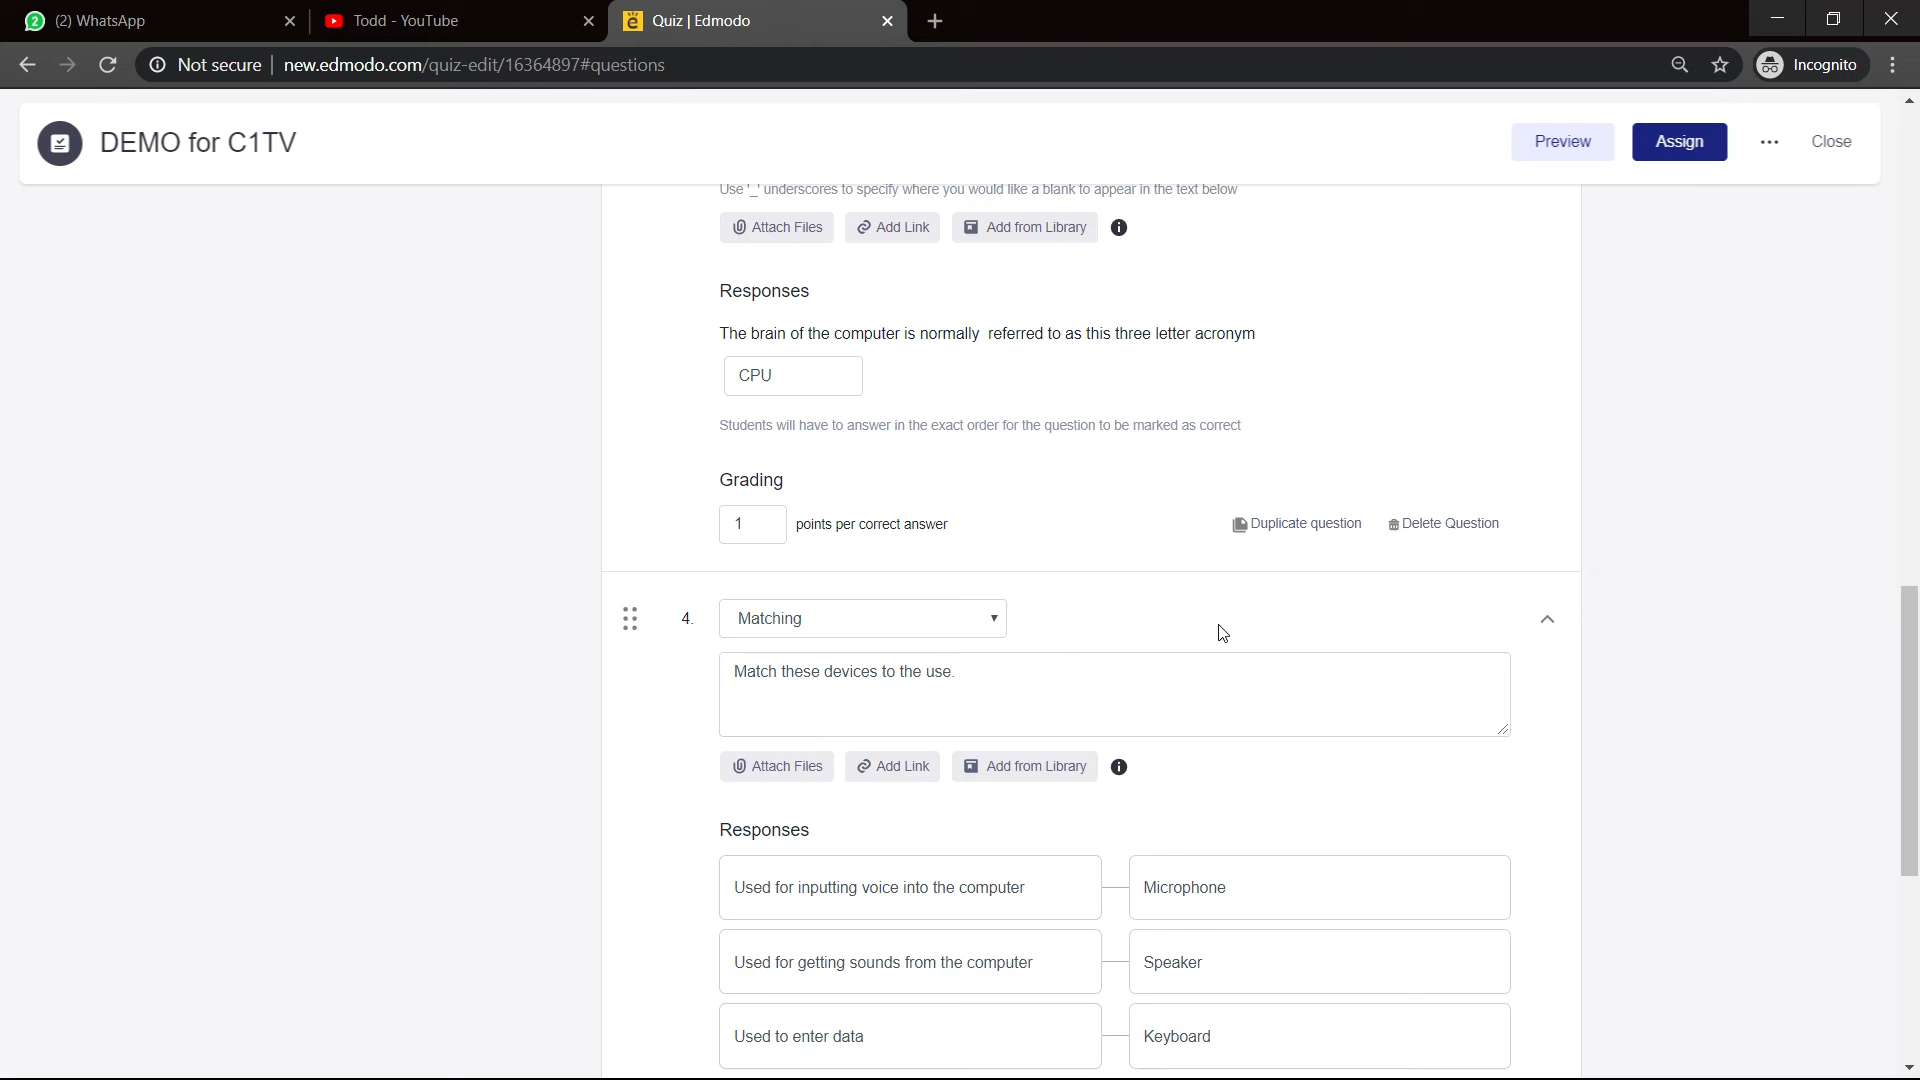 (2) WhatsApp
Todd - YouTube
Quiz | Edmodo
Not secure | new.edmodo.com/quiz-edit/16364897#questions
Incognito
DEMO for C1TV
Preview
Assign
Close
Use '_' underscores to specify where you would like a blank to appear in the text below
Attach Files
Add Link
Add from Library
Responses
The brain of the computer is normally  referred to as this three letter acronym
CPU
Students will have to answer in the exact order for the question to be marked as correct
Grading
1 points per correct answer
Duplicate question
Delete Question
4. Matching
Match these devices to the use.
Attach Files
Add Link
Add from Library
Responses
Used for inputting voice into the computer
Microphone
Used for getting sounds from the computer
Speaker
Used to enter data
Keyboard